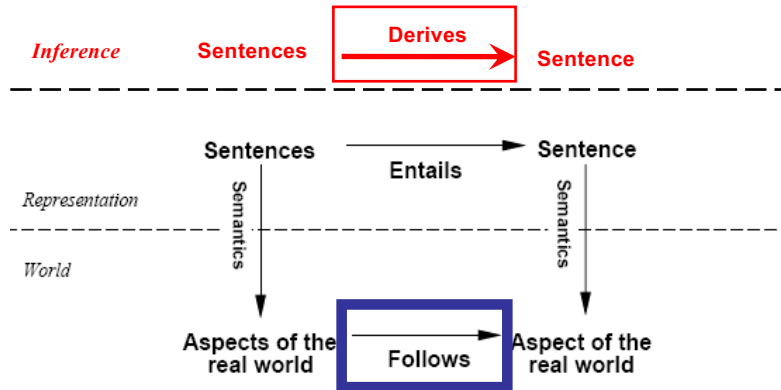 Derives
Inference Sentences Sentence
Sentences Sentence
Entails
Semantics Semantics
Representation
World
Aspects of the Aspect of the
real world Follows real world